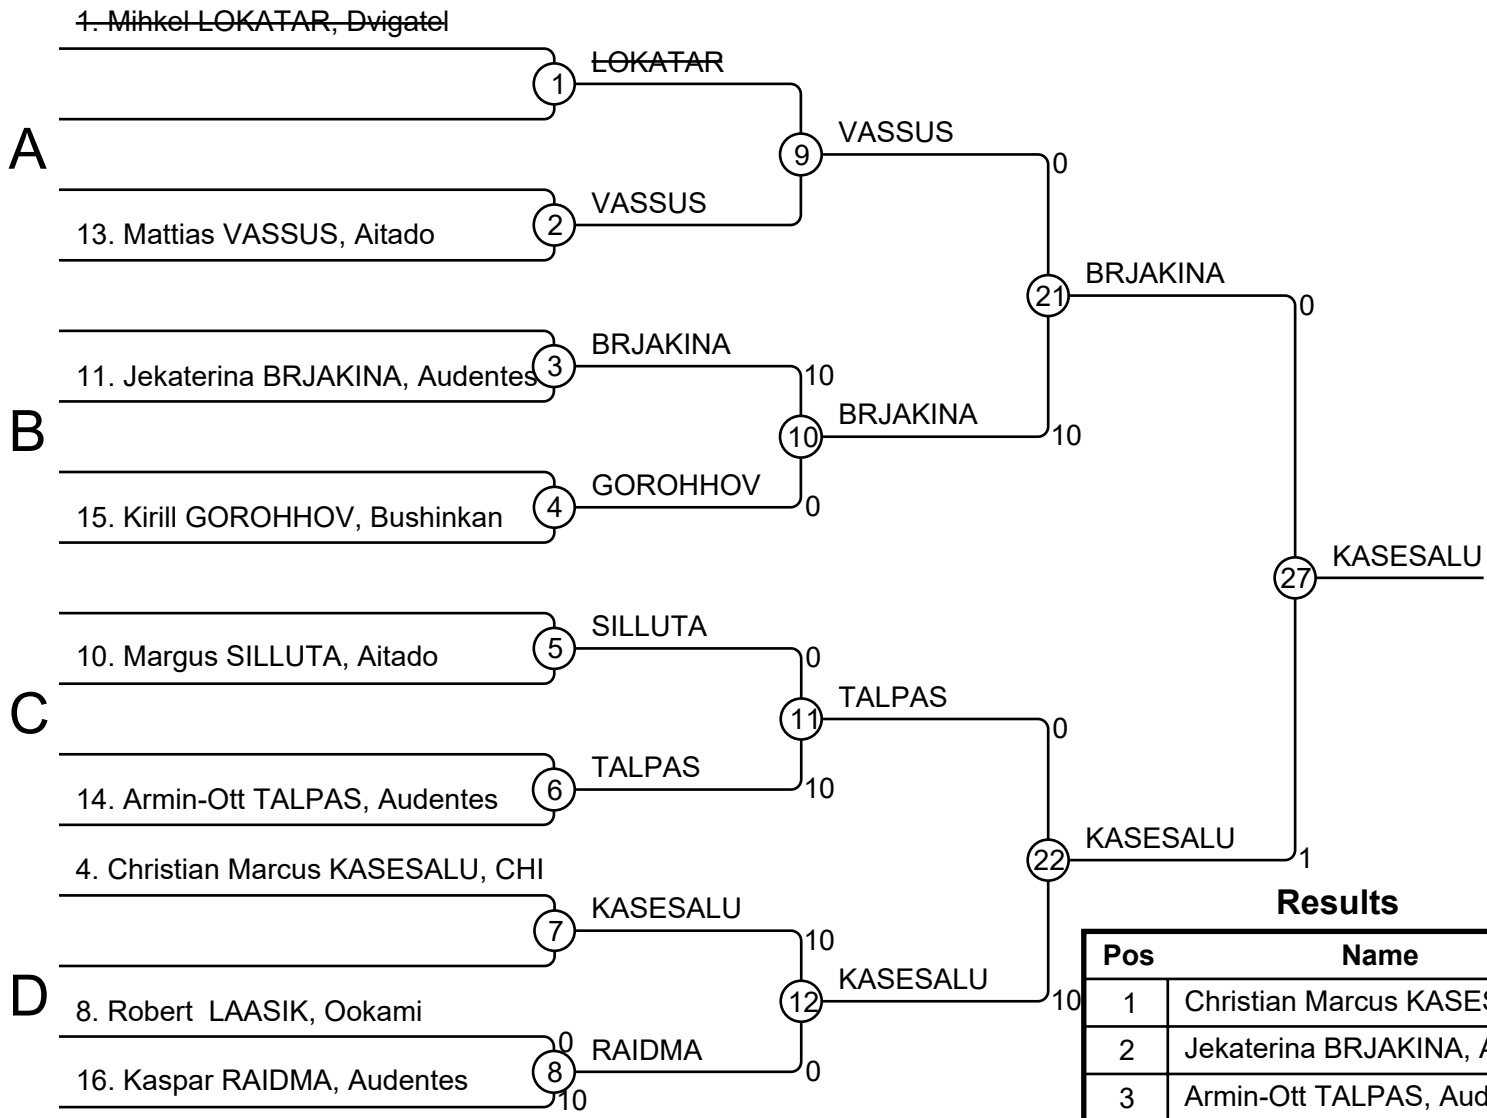 1. Mihkel LOKATAR, Dvigatel
LOKATAR
1
A
VASSUS
9
0
VASSUS
13. Mattias VASSUS, Aitado
2
BRJAKINA
21
0
BRJAKINA
11. Jekaterina BRJAKINA, Audentes
3
10
B
BRJAKINA
10
10
GOROHHOV
15. Kirill GOROHHOV, Bushinkan
4
0
KASESALU
27
SILLUTA
10. Margus SILLUTA, Aitado
5
0
C
TALPAS
11
0
TALPAS
14. Armin-Ott TALPAS, Audentes
6
10
KASESALU
22
1
4. Christian Marcus KASESALU, CHI
KASESALU
7
10
Results
Pos Name
D
KASESALU
12
10
1 Christian Marcus KASES
8. Robert LAASIK, Ookami
0
RAIDMA
2 Jekaterina BRJAKINA, A
16. Kaspar RAIDMA, Audentes
8
0
10
3 Armin-Ott TALPAS, Aud